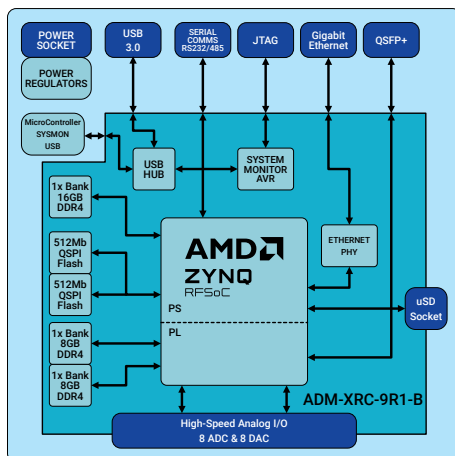 POWER
SOCKET
POWER
REGULATORS
USB
3.0
SERIAL
COMMS
RS232/485
JTAG
Gigabit
Ethernet
QSFP+
MicroController
SYSMON
USB
USB
HUB
SYSTEM
MONITOR
AVR
1x Bank
16GB
DDR4
512Mb
QSPI
Flash
512Mb
QSPI
Flash
1x Bank
8GB
DDR4
1x Bank
8GB
DDR4
AMD
ZYNQ
RFSoC
PS
PL
ETHERNET
PHY
uSD
Socket
ADM-XRC-9R1-B
High-Speed Analog I/O
8 ADC & 8 DAC